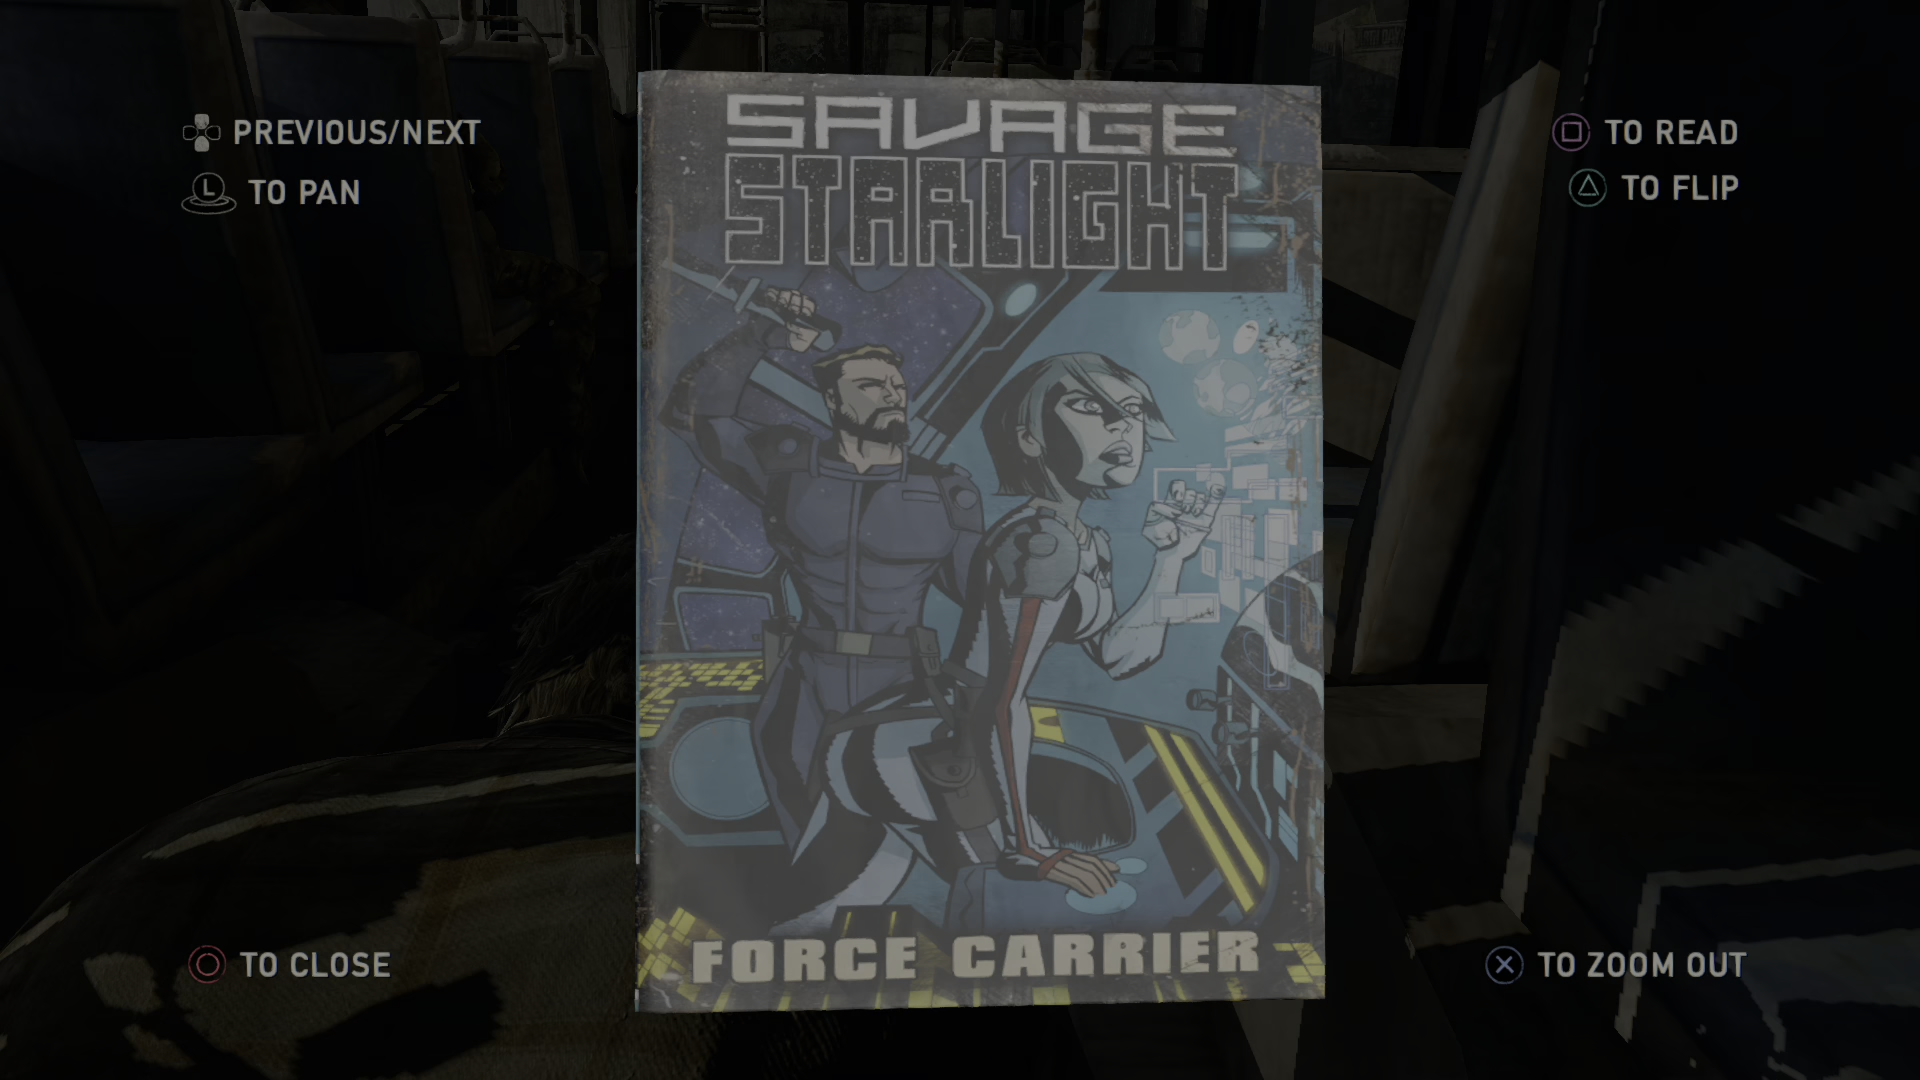 PREVIOUS/NEXT
L TO PAN
SAVAGE
STARLIGHT
TO READ
TO FLIP
FORCE CARRIER
TO CLOSE
TO ZOOM OUT